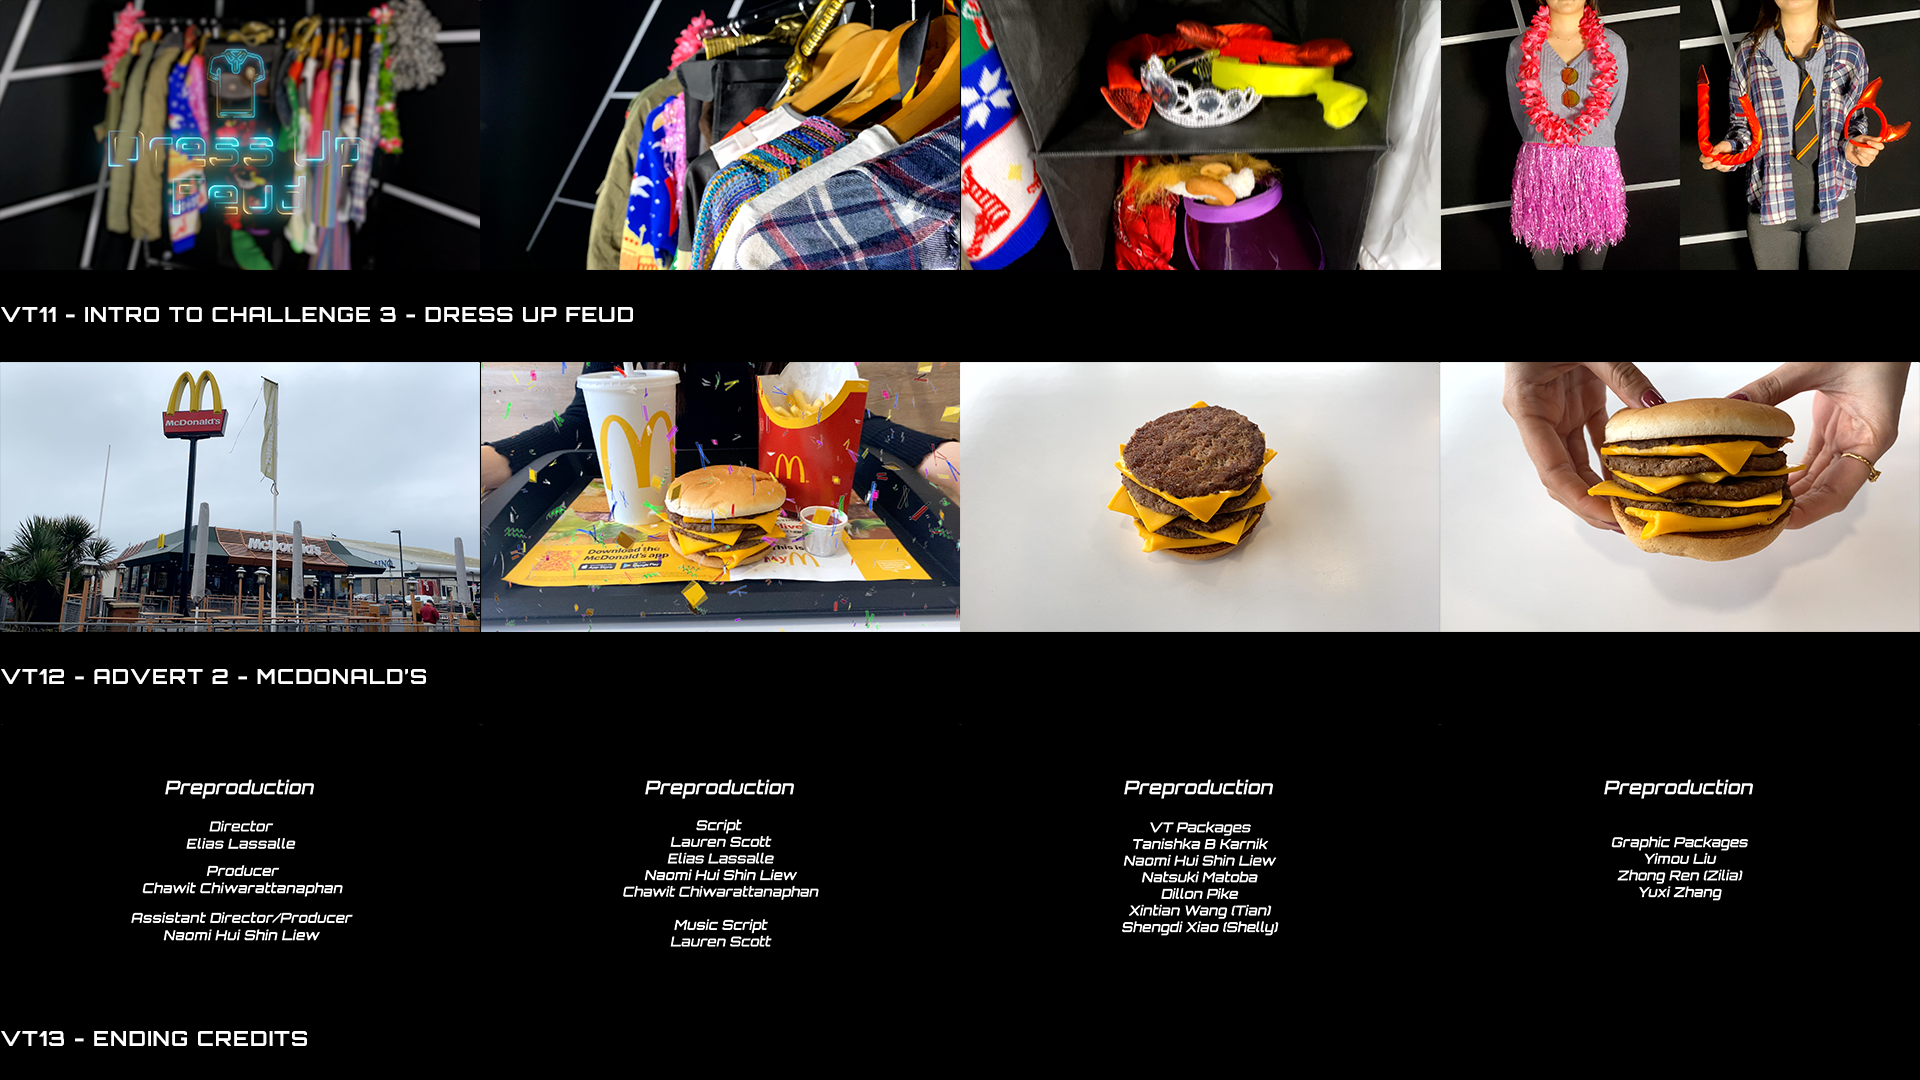 Dress Up
Feud
VT11 - INTRO TO CHALLENGE 3 - DRESS UP FEUD
McDonald's
McDonald's
Download the
McDonald's app
This is
My
VT12 - ADVERT 2 - MCDONALD'S
Preproduction
Director
Elias Lassalle
Producer
Chawit Chiwarattanaphan
Assistant Director/Producer
Naomi Hui Shin Liew
Preproduction
Script
Lauren Scott
Elias Lassalle
Naomi Hui Shin Liew
Chawit Chiwarattanaphan
Music Script
Lauren Scott
Preproduction
VT Packages
Tanishka B Karnik
Naomi Hui Shin Liew
Natsuki Matoba
Dillon Pike
Xintian Wang (Tian)
Shengdi Xiao (Shelly)
Preproduction
Graphic Packages
Yimou Liu
Zhong Ren (Zilia)
Yuxi Zhang
VT13 - ENDING CREDITS